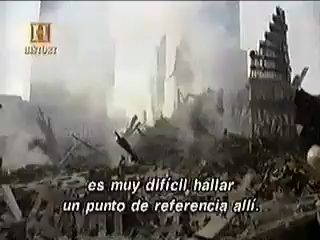 H
HISTORY
es muy difícil hallar
un punto de referencia allí.